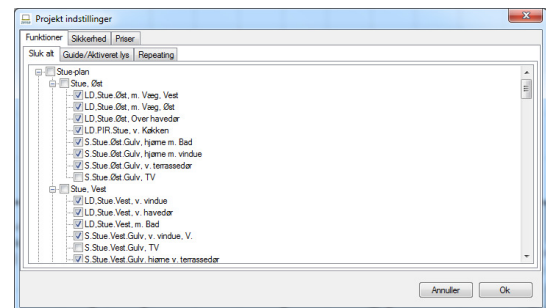 Projekt indstillinger
Funktioner Sikkerhed Priser
Sluk alt Guide/Aktiveret lys Repeating
Stue-plan
Stue, Øst
LD,Stue.Øst, m. Væg, Vest
LD,Stue.Øst, m. Væg, Øst
LD,Stue.Øst, Over havedør
LD.PIR.Stue, v. Køkken
S.Stue.Øst.Gulv, hjørne m. Bad
S.Stue.Øst.Gulv, hjørne m. vindue
S.Stue.Øst.Gulv, v. terrassedør
S.Stue.Øst.Gulv, TV
Stue, Vest
LD,Stue.Vest, v. vindue
LD,Stue.Vest, v. havedør
LD,Stue.Vest, m. Bad
S.Stue.Vest.Gulv, v. vindue, V.
S.Stue.Vest.Gulv, TV
S.Stue.Vest.Gulv, hjørne v. terrassedør
Annuller Ok